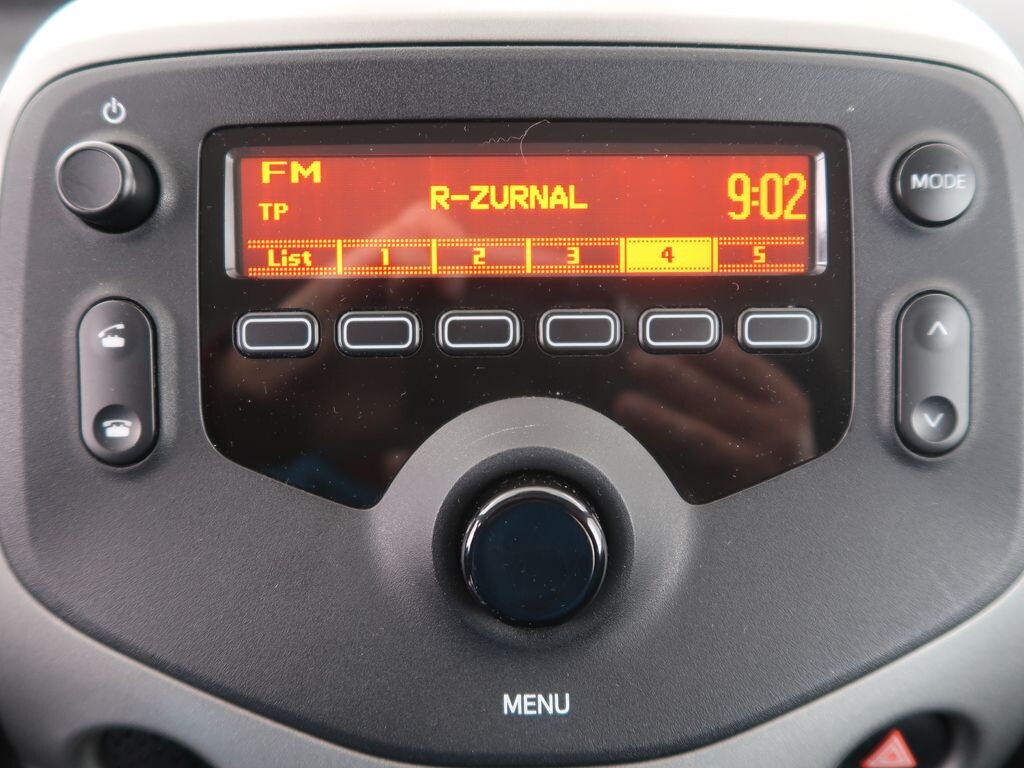 FM
R-ZURNAL
9:02
TP
List 1 2 3 4 5
MODE
MENU